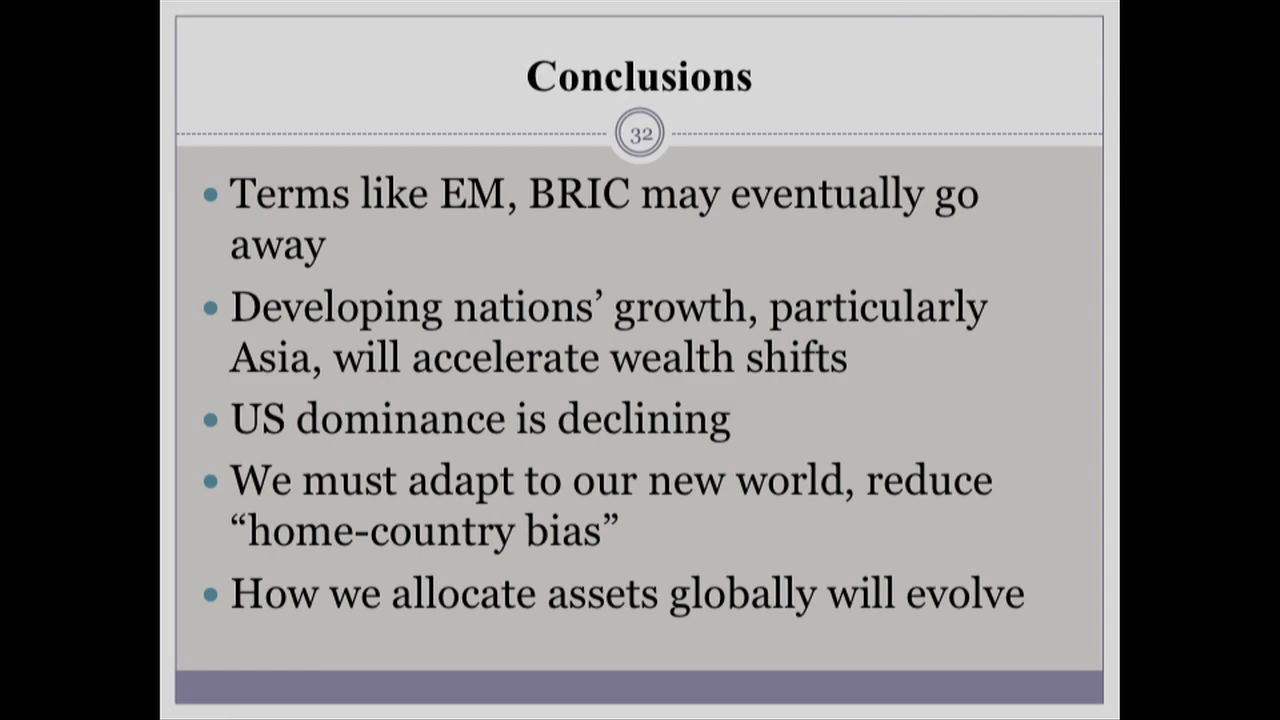 Conclusions
32
• Terms like EM, BRIC may eventually go
away
• Developing nations’ growth, particularly
Asia, will accelerate wealth shifts
• US dominance is declining
• We must adapt to our new world, reduce
“home-country bias”
• How we allocate assets globally will evolve